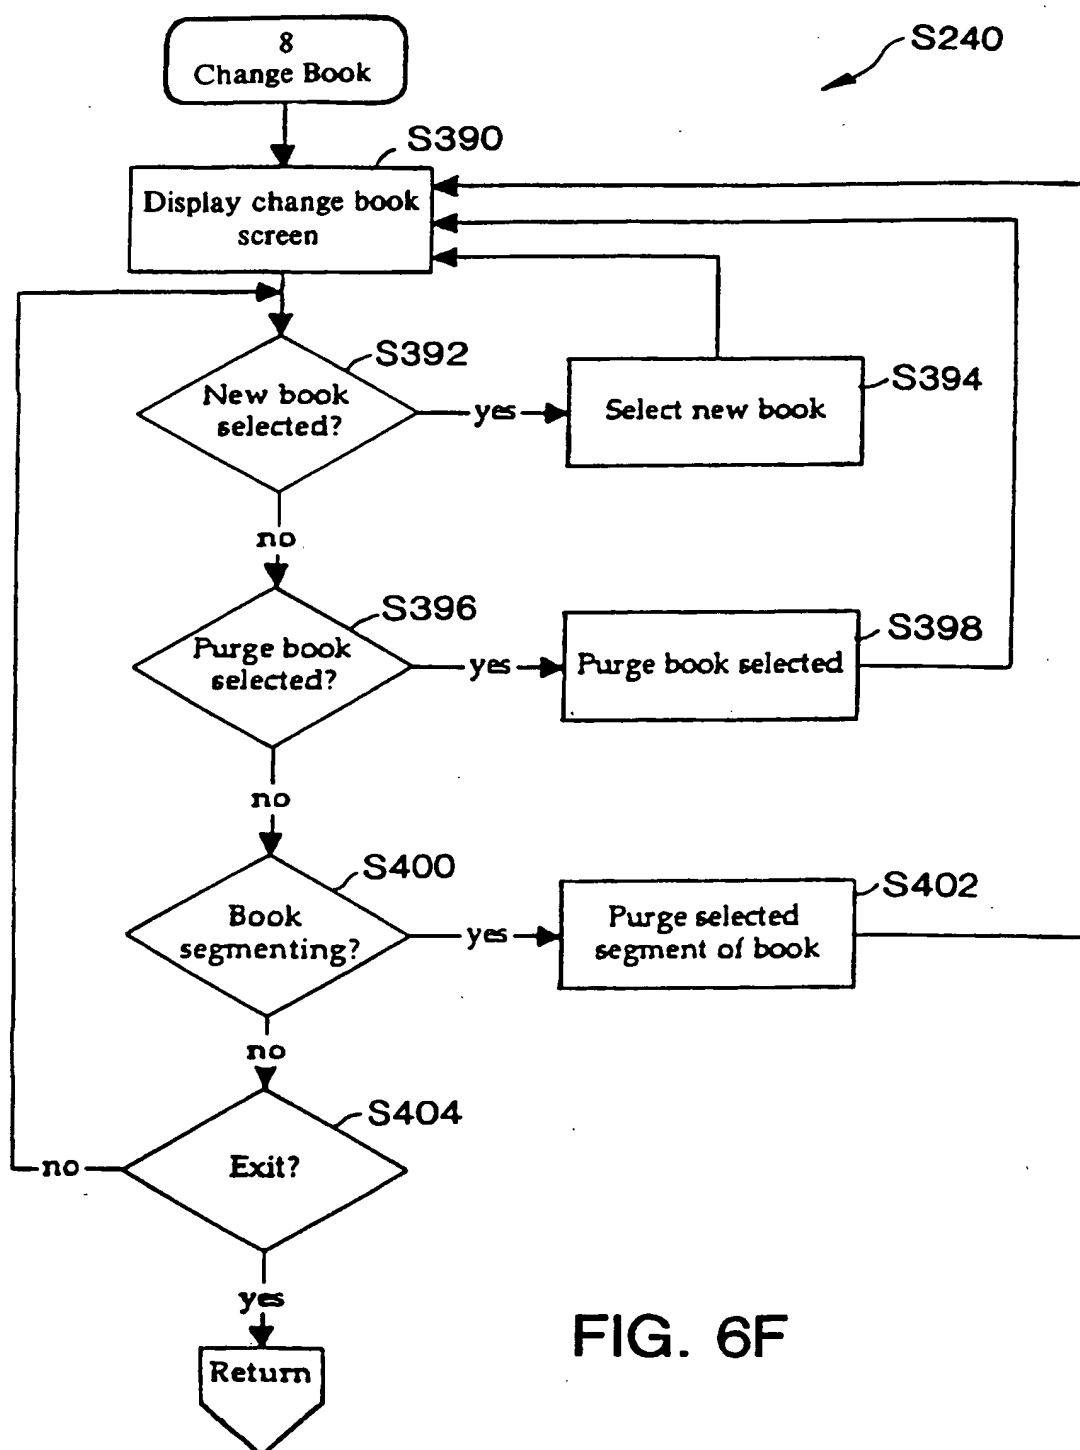 8
Change Book
S240
S390
Display change book
screen
S392
New book
selected?
yes
S394
Select new book
no
S396
Purge book
selected?
yes
S398
Purge book selected
no
S400
Book
segmenting?
yes
S402
Purge selected
segment of book
no
S404
Exit?
no
yes
Return
FIG. 6F